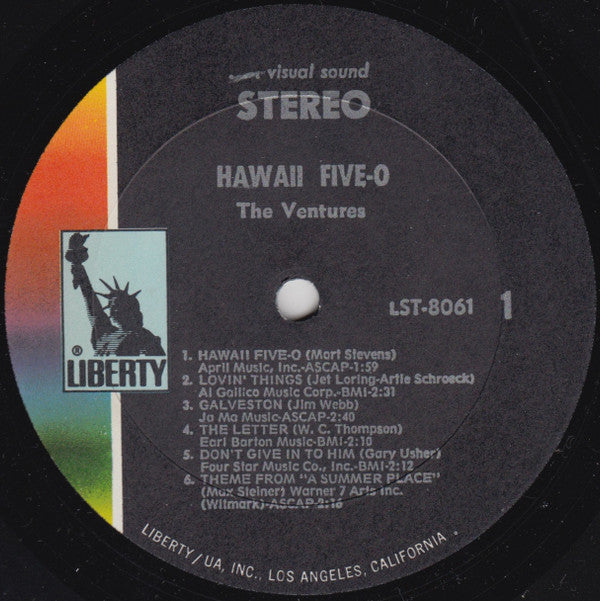 visual sound
STEREO
HAWAII FIVE-O
The Ventures
LST-8061 1
® LIBERTY
1. HAWAII FIVE-O (Mort Stevens)
April Music, Inc.-ASCAP-1:59
2. LOVIN' THINGS (Jet Loring-Artie Schroeck)
Al Gallico Music Corp.-BMI-2:31
3. GALVESTON (Jim Webb)
Ja Ma Music-ASCAP-2:40
4. THE LETTER (W. C. Thompson)
Earl Barton Music-BMI-2:10
5. DON'T GIVE IN TO HIM (Gary Usher)
Four Star Music Co., Inc.-BMI-2:12
6. THEME FROM "A SUMMER PLACE"
(Max Steiner) Warner 7 Arts Inc.
(Witmark)-ASCAP-2:16
LIBERTY/UA, INC., LOS ANGELES, CALIFORNIA